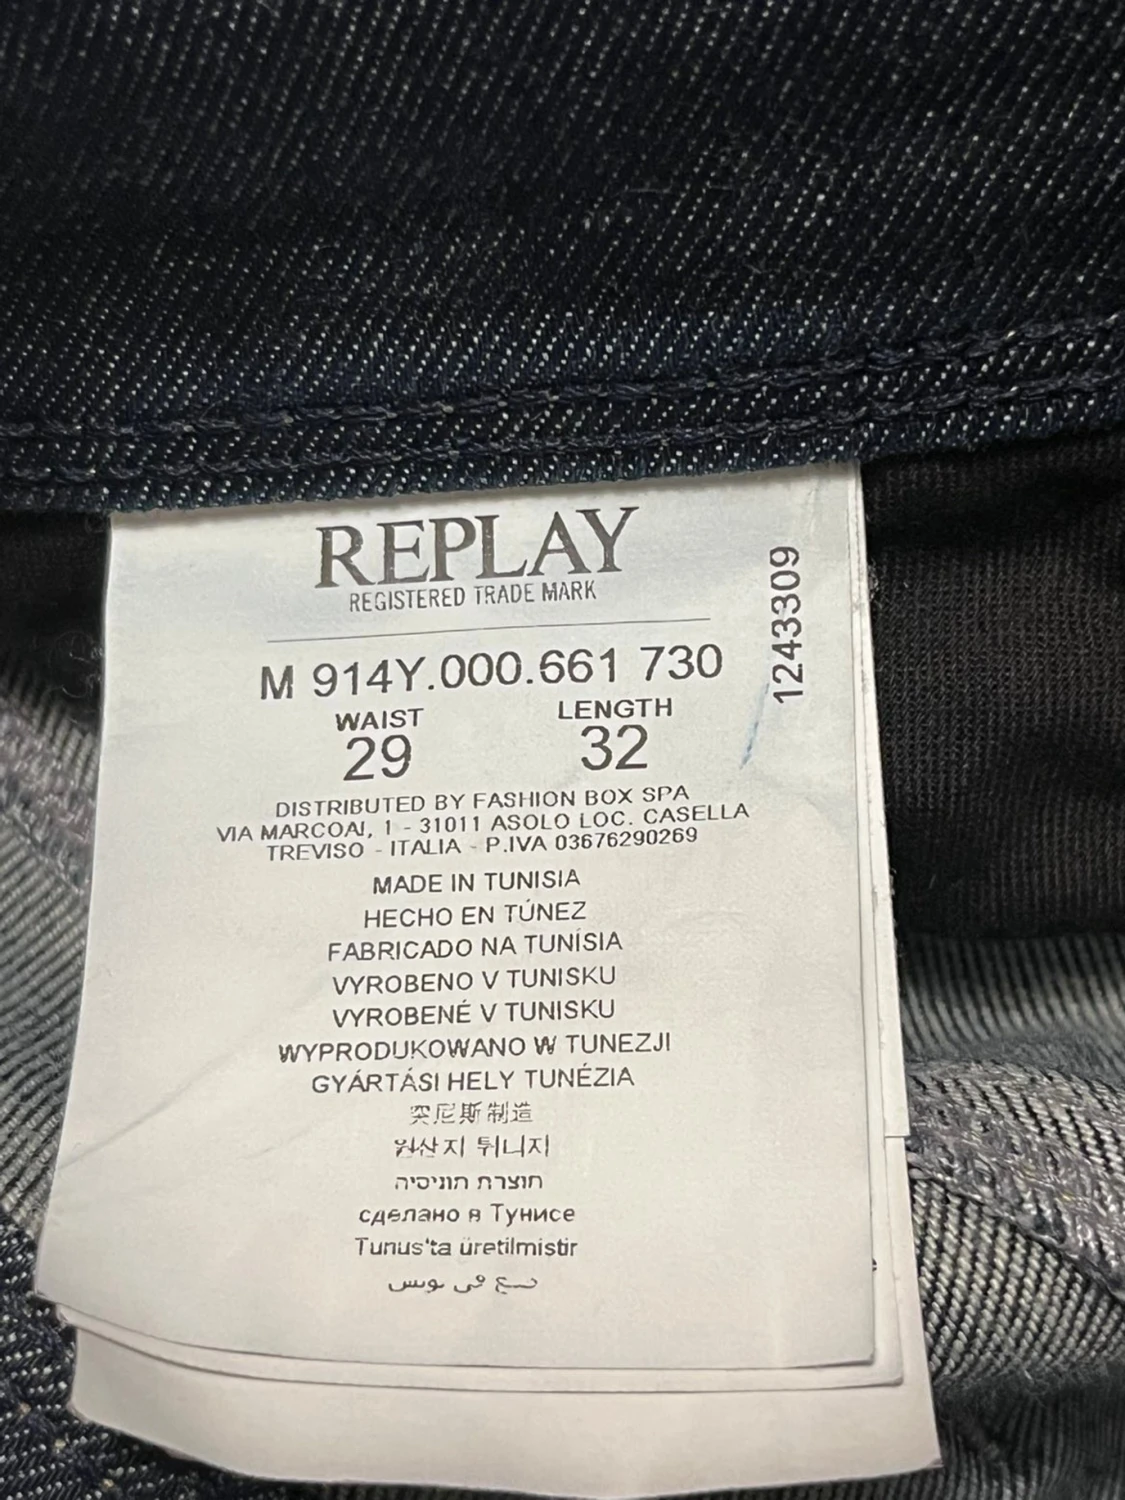 REPLAY
REGISTERED TRADE MARK
M 914Y.000.661 730
WAIST LENGTH
29 32
1243309
DISTRIBUTED BY FASHION BOX SPA
VIA MARCOAI, 1 - 31011 ASOLO LOC. CASELLA
TREVISO - ITALIA - P.IVA 03676290269
MADE IN TUNISIA
HECHO EN TÚNEZ
FABRICADO NA TUNÍSIA
VYROBENO V TUNISKU
VYROBENÉ V TUNISKU
WYPRODUKOWANO W TUNEZJI
GYÁRTÁSI HELY TUNÉZIA
突尼斯制造
원산지 튀니지
תוצרת תוניסיה
сделано в Тунисе
Tunus'ta üretilmistir
في